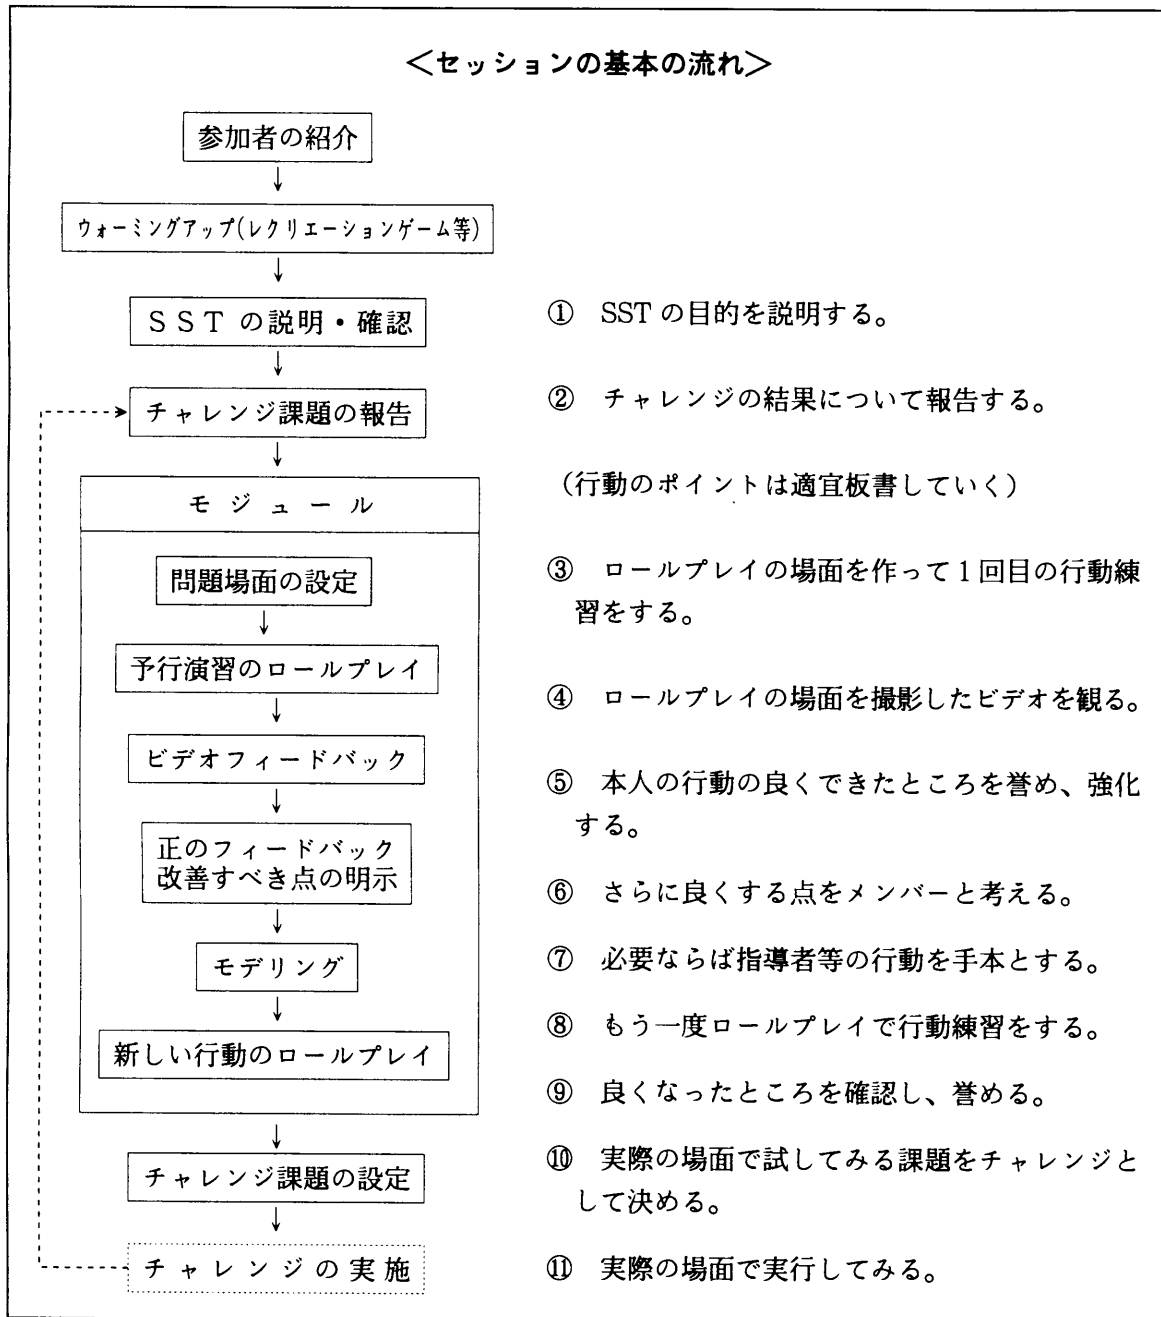 ＜セッションの基本の流れ＞
参加者の紹介
ウォーミングアップ(レクリエーションゲーム等)
SST の説明・確認
① SST の目的を説明する。
チャレンジ課題の報告
② チャレンジの結果について報告する。
モジュール
（行動のポイントは適宜板書していく）
問題場面の設定
③ ロールプレイの場面を作って１回目の行動練
習をする。
予行演習のロールプレイ
④ ロールプレイの場面を撮影したビデオを観る。
ビデオフィードバック
⑤ 本人の行動の良くできたところを誉め、強化
する。
正のフィードバック
改善すべき点の明示
⑥ さらに良くする点をメンバーと考える。
モデリング
⑦ 必要ならば指導者等の行動を手本とする。
⑧ もう一度ロールプレイで行動練習をする。
新しい行動のロールプレイ
⑨ 良くなったところを確認し、誉める。
チャレンジ課題の設定
⑩ 実際の場面で試してみる課題をチャレンジと
して決める。
チャレンジの実施
⑪ 実際の場面で実行してみる。